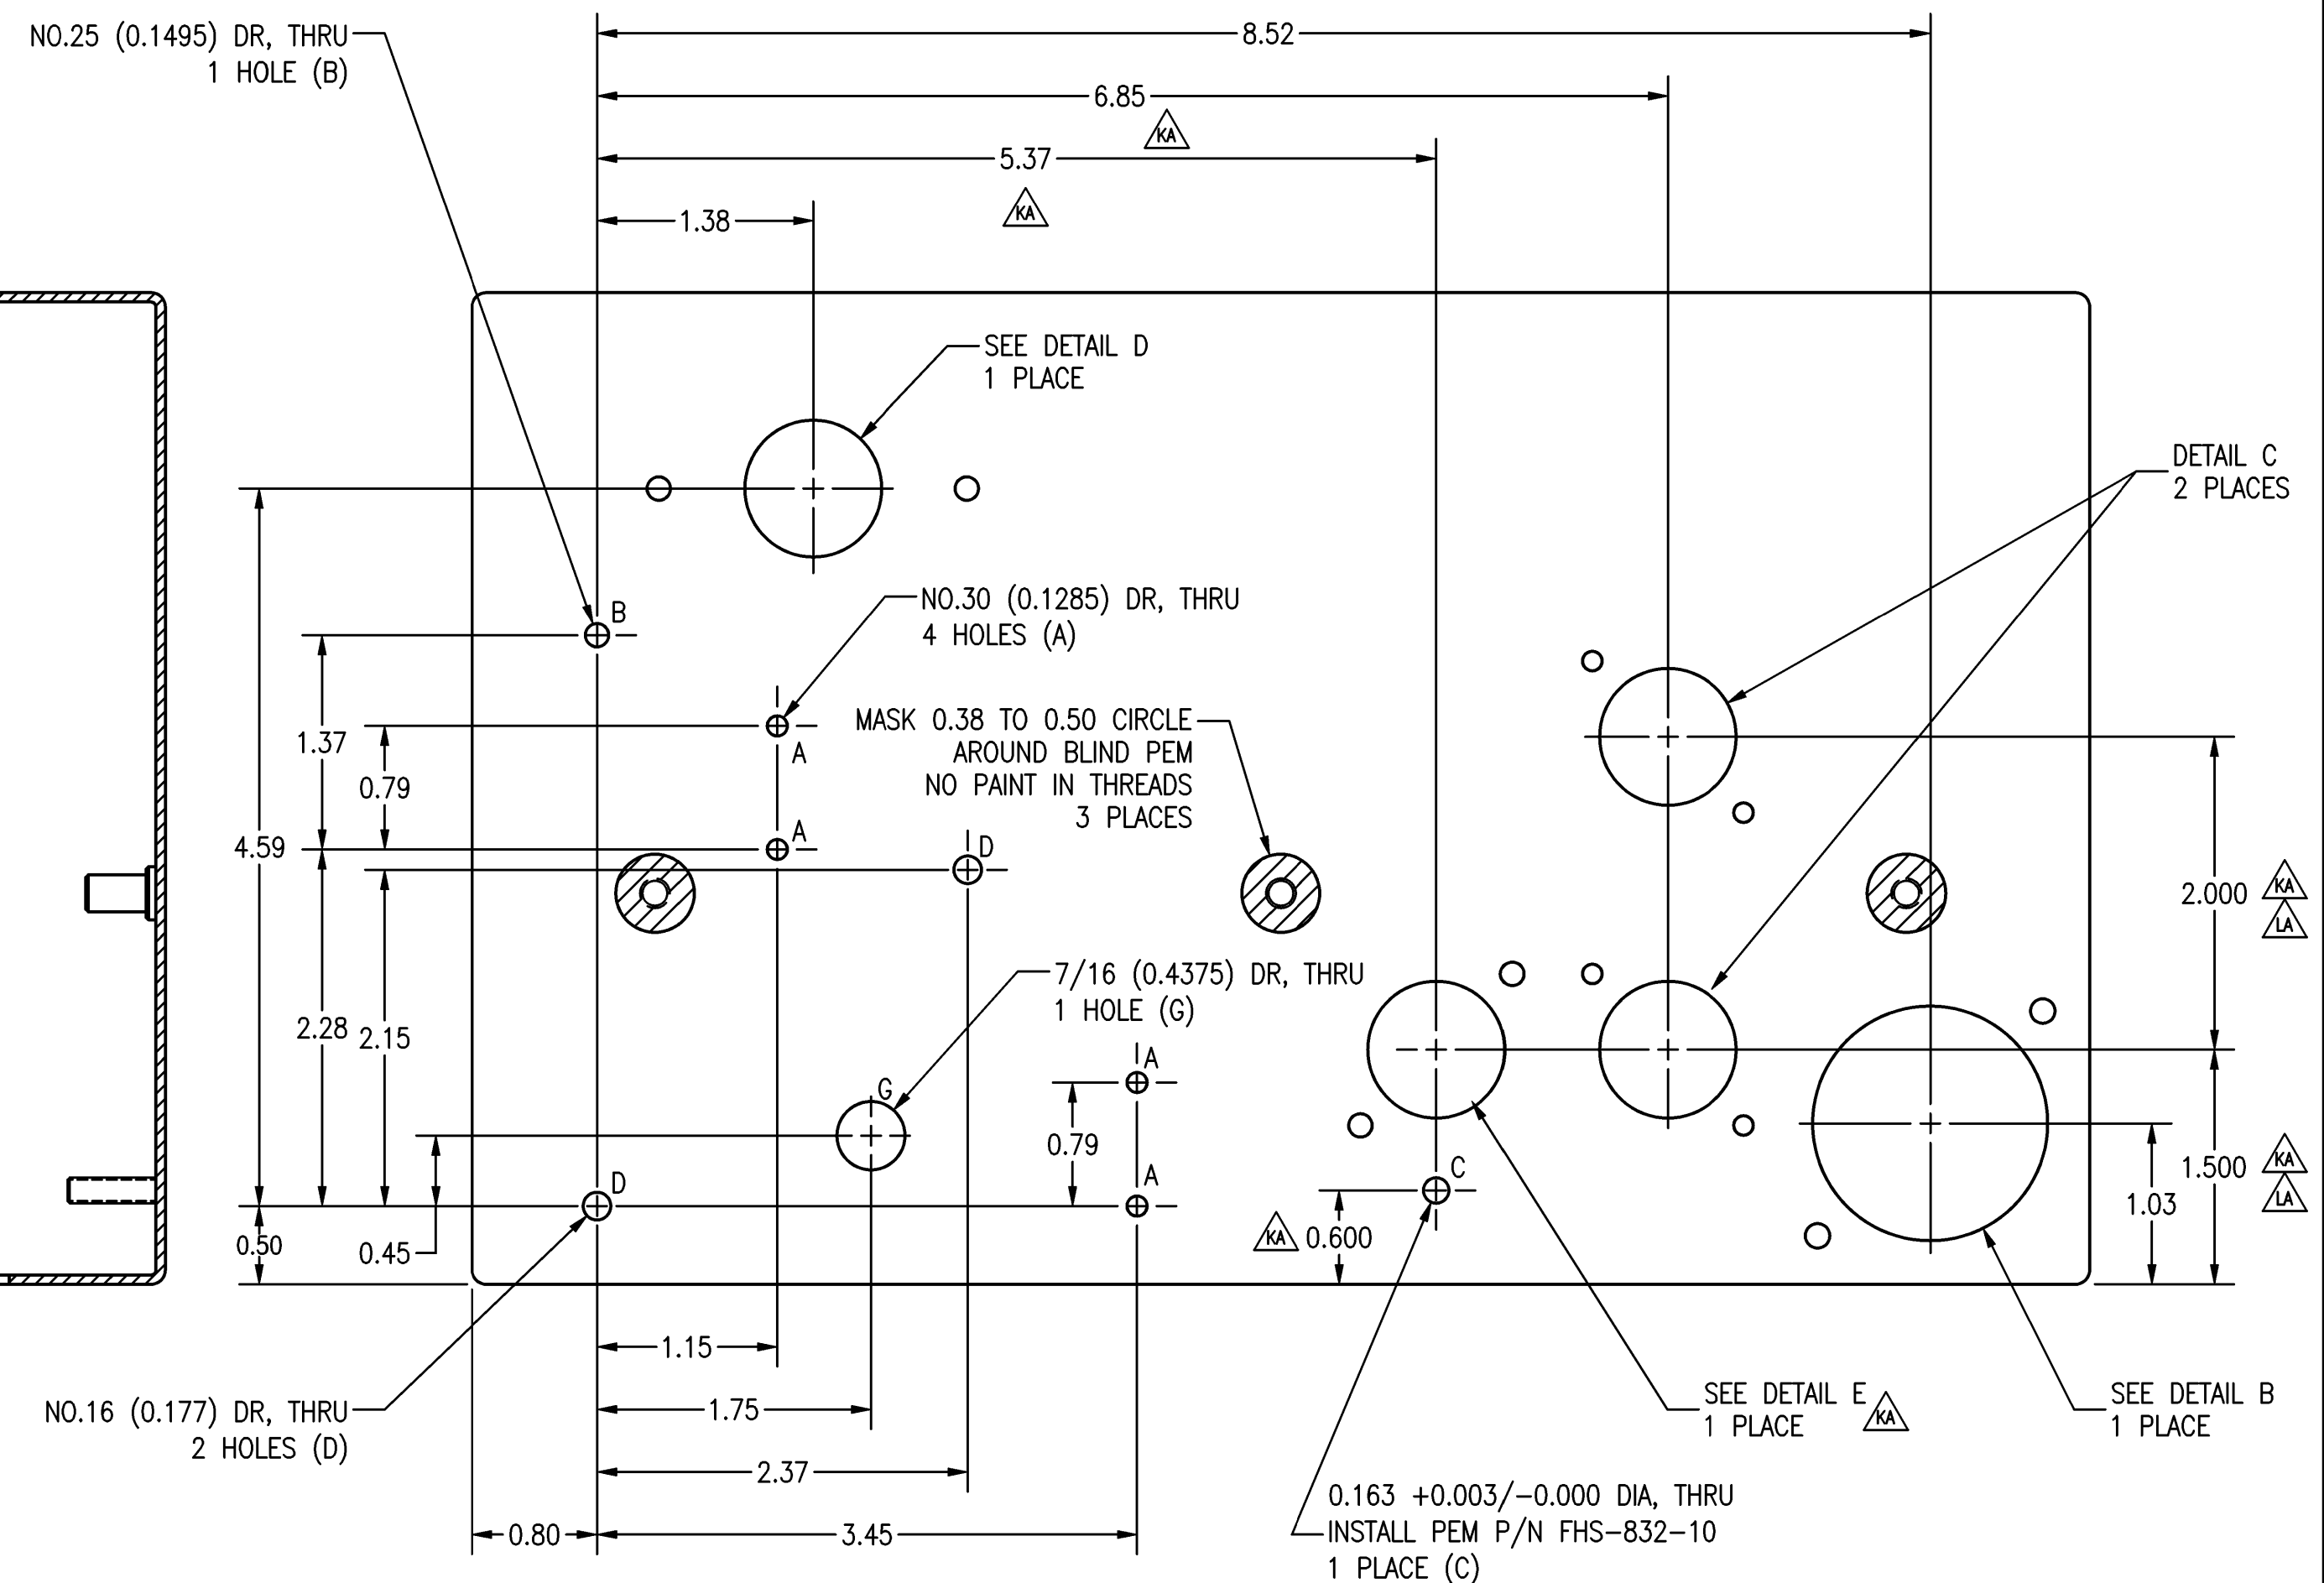 NO.25 (0.1495) DR, THRU
1 HOLE (B)
8.52
6.85
KA
5.37
KA
1.38
SEE DETAIL D
1 PLACE
DETAIL C
2 PLACES
B
NO.30 (0.1285) DR, THRU
4 HOLES (A)
A
MASK 0.38 TO 0.50 CIRCLE
AROUND BLIND PEM
NO PAINT IN THREADS
3 PLACES
1.37
0.79
A
4.59
D
2.000
KA
LA
7/16 (0.4375) DR, THRU
1 HOLE (G)
2.28
2.15
A
G
0.79
A
C
1.500
KA
LA
1.03
D
0.50
0.45
KA
0.600
1.15
NO.16 (0.177) DR, THRU
2 HOLES (D)
1.75
SEE DETAIL E
1 PLACE
KA
SEE DETAIL B
1 PLACE
2.37
0.80
3.45
0.163 +0.003/-0.000 DIA, THRU
INSTALL PEM P/N FHS-832-10
1 PLACE (C)